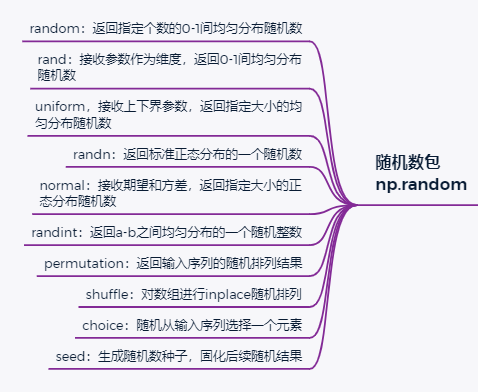 random：返回指定个数的0-1间均匀分布随机数
rand：接收参数作为维度，返回0-1间均匀分布
随机数
uniform，接收上下界参数，返回指定大小的均
匀分布随机数
randn：返回标准正态分布的一个随机数
normal：接收期望和方差，返回指定大小的正
态分布随机数
randint：返回a-b之间均匀分布的一个随机整数
permutation：返回输入序列的随机排列结果
shuffle：对数组进行inplace随机排列
choice：随机从输入序列选择一个元素
seed：生成随机数种子，固化后续随机结果
随机数包
np.random